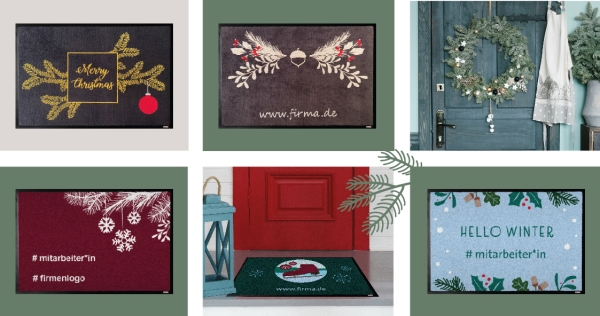 Merry
Christmas
www.firma.de
# mitarbeiter*in
# firmenlogo
www.firma.de
HELLO WINTER
# mitarbeiter*in